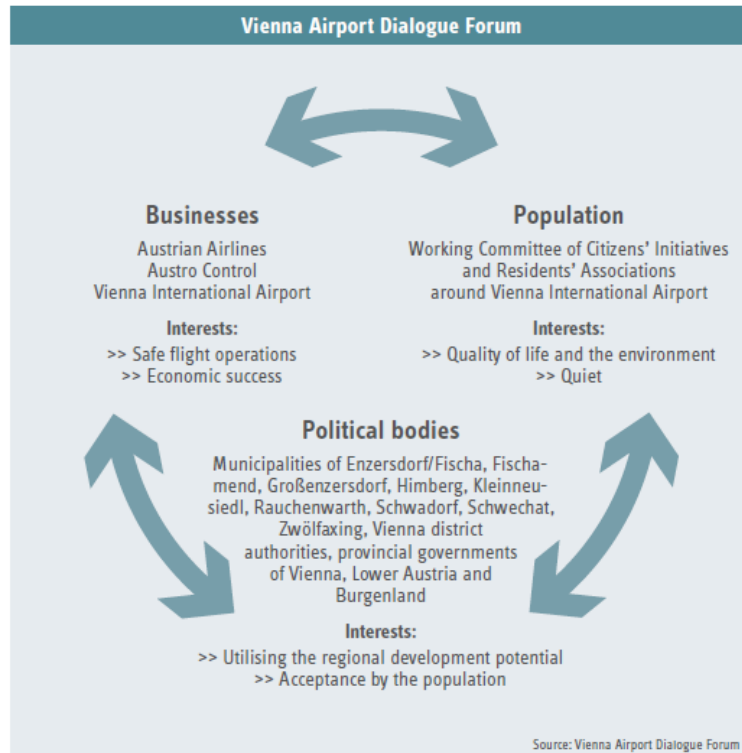 Vienna Airport Dialogue Forum
Businesses
Austrian Airlines
Austro Control
Vienna International Airport
Interests:
>> Safe flight operations
>> Economic success
Population
Working Committee of Citizens' Initiatives
and Residents' Associations
around Vienna International Airport
Interests:
>> Quality of life and the environment
>> Quiet
Political bodies
Municipalities of Enzersdorf/Fischa, Fischa-
mend, Großenzersdorf, Himberg, Kleinneu-
siedl, Rauchenwarth, Schwadorf, Schwechat,
Zwölfaxing, Vienna district
authorities, provincial governments
of Vienna, Lower Austria and
Burgenland
Interests:
>> Utilising the regional development potential
>> Acceptance by the population
Source: Vienna Airport Dialogue Forum